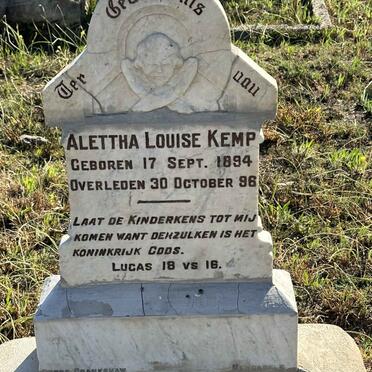 Ter Gedachtenis van
ALETTHA LOUISE KEMP
GEBOREN 17 SEPT. 1894
OVERLEDEN 30 OCTOBER 96
LAAT DE KINDERKENS TOT MIJ
KOMEN WANT DERZULKEN IS HET
KONINKRIJK GODS.
LUCAS 18 VS 16.